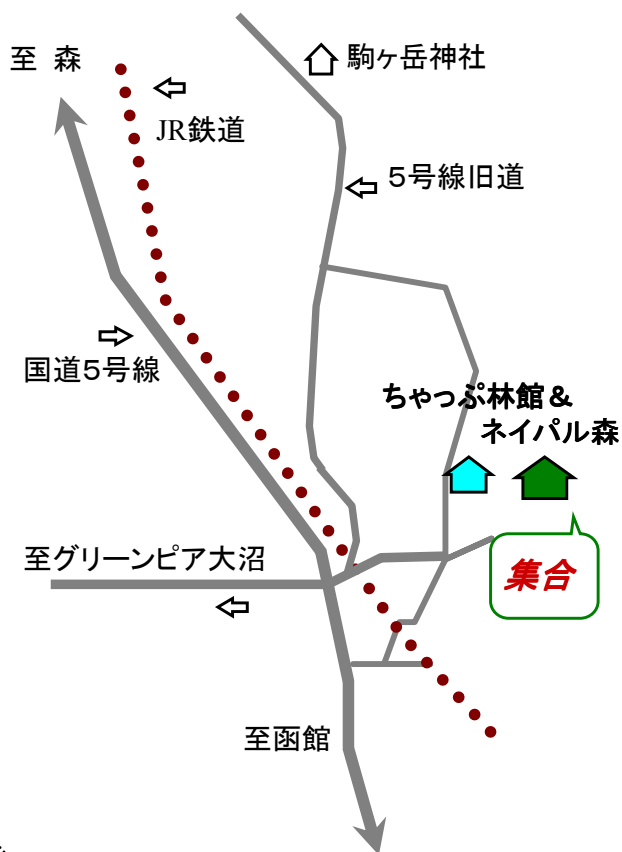 至 森
駒ヶ岳神社
JR鉄道
５号線旧道
国道５号線
ちゃっぷ林館＆
ネイパル森
至グリーンピア大沼
集合
至函館